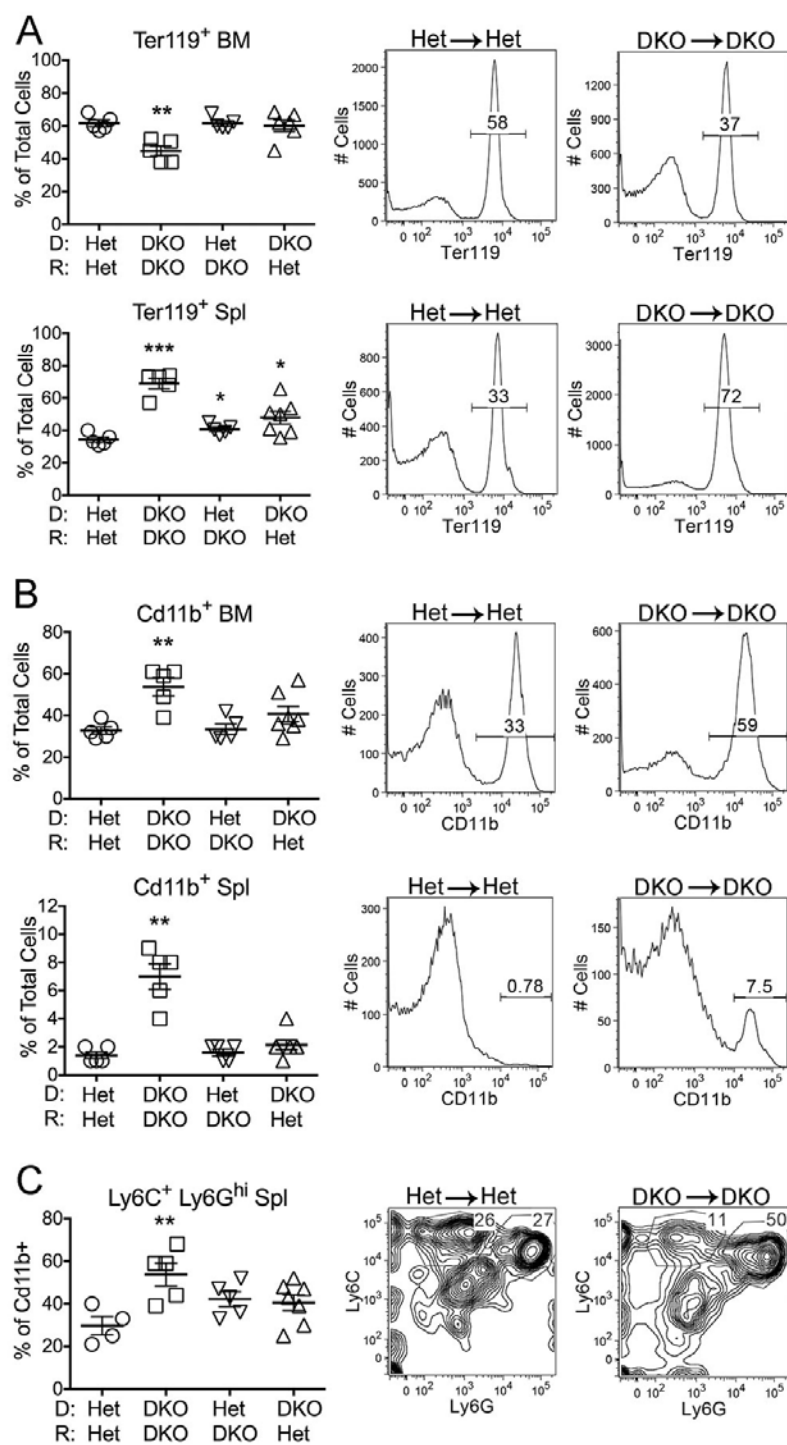 A
Ter119+ BM
% of Total Cells
100
80
60
40
20
0
**
D: Het DKO Het DKO
R: Het DKO DKO Het
Het→Het
# Cells
2000
1500
1000
500
0
58
0 10² 10³ 10⁴ 10⁵
Ter119
DKO→DKO
# Cells
1200
900
600
300
0
37
0 10² 10³ 10⁴ 10⁵
Ter119
Ter119+ Spl
% of Total Cells
100
80
60
40
20
0
***
*
*
D: Het DKO Het DKO
R: Het DKO DKO Het
Het→Het
# Cells
800
600
400
200
0
33
0 10² 10³ 10⁴ 10⁵
Ter119
DKO→DKO
# Cells
3000
2000
1000
0
72
0 10² 10³ 10⁴ 10⁵
Ter119
B
Cd11b+ BM
% of Total Cells
80
60
40
20
0
**
D: Het DKO Het DKO
R: Het DKO DKO Het
Het→Het
# Cells
400
300
200
100
0
33
0 10² 10³ 10⁴ 10⁵
CD11b
DKO→DKO
# Cells
600
400
200
0
59
0 10² 10³ 10⁴ 10⁵
CD11b
Cd11b+ Spl
% of Total Cells
12
10
8
6
4
2
0
**
D: Het DKO Het DKO
R: Het DKO DKO Het
Het→Het
# Cells
300
200
100
0
0.78
0 10² 10³ 10⁴ 10⁵
CD11b
DKO→DKO
# Cells
150
100
50
0
7.5
0 10² 10³ 10⁴ 10⁵
CD11b
C
Ly6C+ Ly6Ghi Spl
% of Cd11b+
80
60
40
20
0
**
D: Het DKO Het DKO
R: Het DKO DKO Het
Het→Het
Ly6C
10⁵
10⁴
10³
10²
0
26 27
0 10² 10³ 10⁴ 10⁵
Ly6G
DKO→DKO
Ly6C
10⁵
10⁴
10³
10²
0
11 50
0 10² 10³ 10⁴ 10⁵
Ly6G